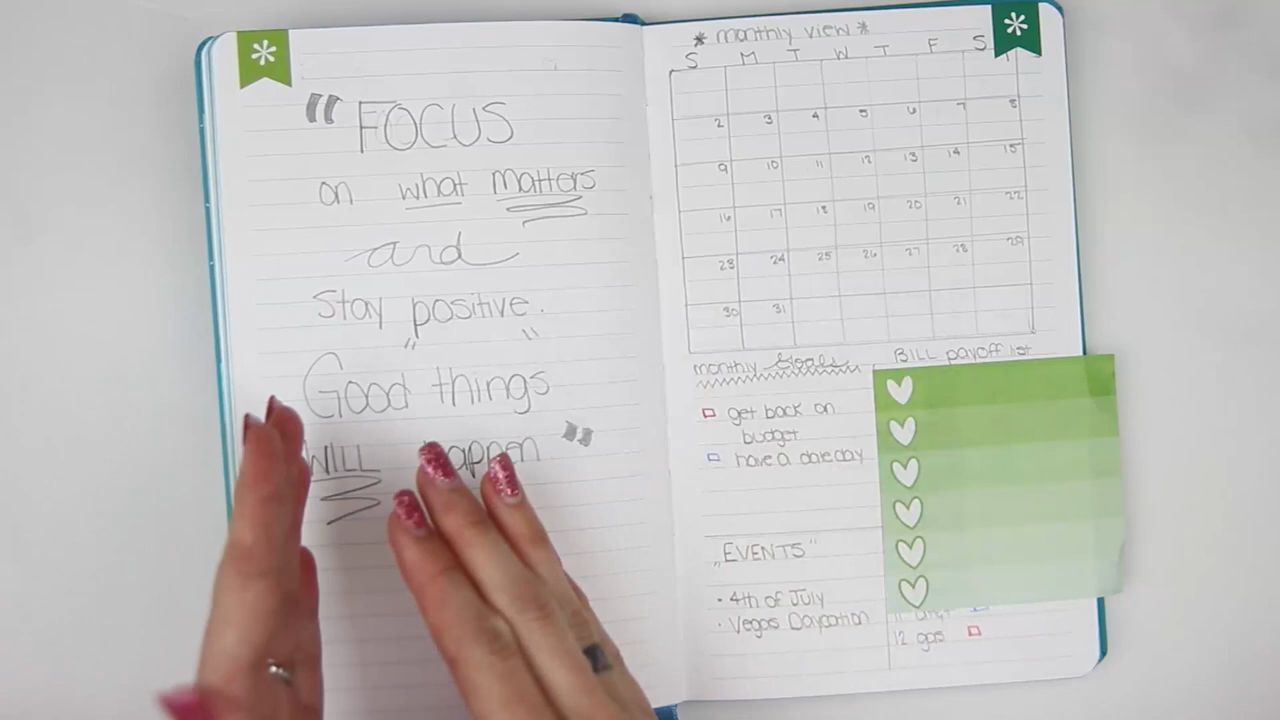 "FOCUS
on what Matters
and
Stay positive.
" Good things "
WILL happen "
* monthly view *
S M T W T F S
1
2 3 4 5 6 7 8
9 10 11 12 13 14 15
16 17 18 19 20 21 22
23 24 25 26 27 28 29
30 31
monthly Goals
get back on
budget
have a date day
"EVENTS"
• 4th of July
• Vegas Daycation
BILL payoff list
12 gas